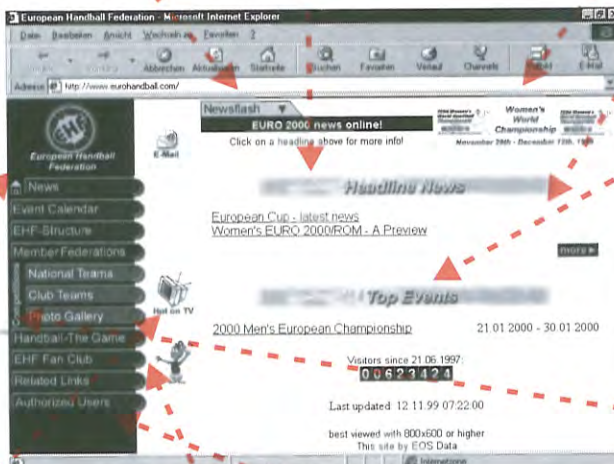 European Handball Federation - Microsoft Internet Explorer
Datei Bearbeiten Ansicht Wechseln zu Favoriten ?
Abbrechen Aktualisieren Startseite Suchen Favoriten Verlauf Channels E-Mail
Adresse http://www.eurohandball.com/
EHF
European Handball
Federation
E-Mail
Newsflash
EURO 2000 news online!
Click on a headline above for more info!
Women's
World
Championship
November 29th - December 12th,
News
Event Calendar
EHF-Structure
Member Federations
Competitions
National Teams
Club Teams
Photo Gallery
Handball-The Game
EHF Fan Club
Related Links
Authorized Users
Headline News
European Cup - latest news
Women's EURO 2000/ROM - A Preview
more
Hot on TV
Top Events
2000 Men's European Championship 21.01.2000 - 30.01.2000
Visitors since 21.06.1997:
00623424
Last updated: 12.11.99 07:22:00
best viewed with 800x600 or higher
This site by EOS Data